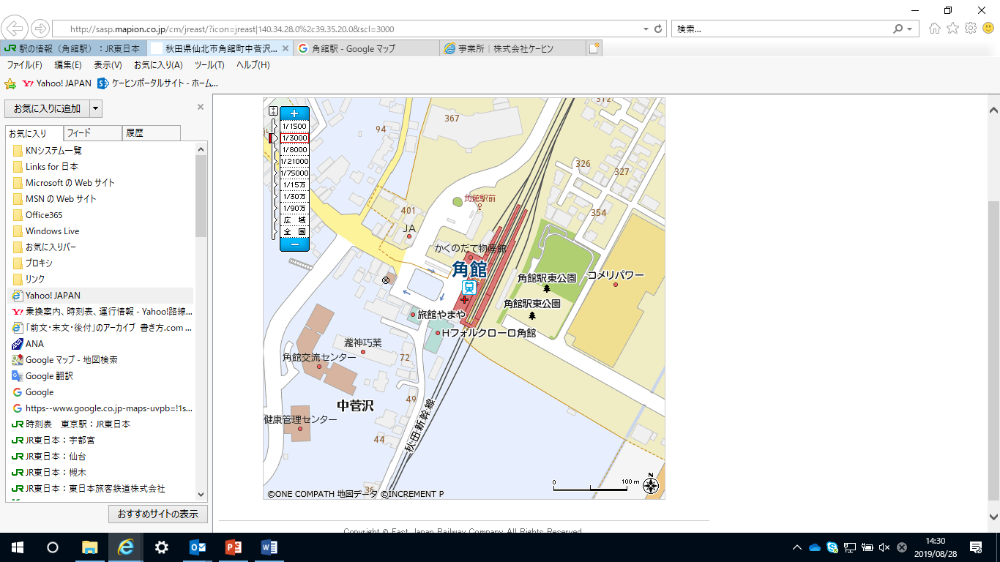 http://sasp.mapion.co.jp/cm/jreast/?icon=jreast|140.34.28.0%2c39.35.20.0&scl=3000
検索...
駅の情報（角館駅）：JR東日本
秋田県仙北市角館町中菅沢...
角館駅 - Google マップ
事業所｜株式会社ケーヒン
ファイル(F) 編集(E) 表示(V) お気に入り(A) ツール(T) ヘルプ(H)
Yahoo! JAPAN ケーヒンポータルサイト - ホーム...
お気に入りに追加
お気に入り フィード 履歴
KNシステム一覧
Links for 日本
Microsoft の Web サイト
MSN の Web サイト
Office365
Windows Live
お気に入りバー
プロキシ
リンク
Yahoo! JAPAN
乗換案内、時刻表、運行情報 - Yahoo!路線...
「前文・末文・後付」のアーカイブ 書き方.com ...
ANA
Google マップ - 地図検索
Google 翻訳
Google
https--www.google.co.jp-maps-uvpb=!1s...
JR 時刻表 東京駅：JR東日本
JR JR東日本：宇都宮
JR JR東日本：仙台
JR JR東日本：槻木
JR JR東日本：東日本旅客鉄道株式会社
おすすめサイトの表示
+
1/1500
1/3000
1/8000
1/21000
1/75000
1/15万
1/30万
1/90万
広 域
全 国
−
312
367
94
326
327
354
角館駅前
401
JA
かくのだて物産館
角館
角館駅東公園
コメリパワー
角館駅東公園
旅館やまや
Hフォルクローロ角館
瀧神巧業
角館交流センター
72
中菅沢
49
健康管理センター
44
秋田新幹線
36
0 100 m
N
©ONE COMPATH 地図データ ©INCREMENT P
Copyright © East Japan Railway Company All Rights Reserved.
14:30
2019/08/28